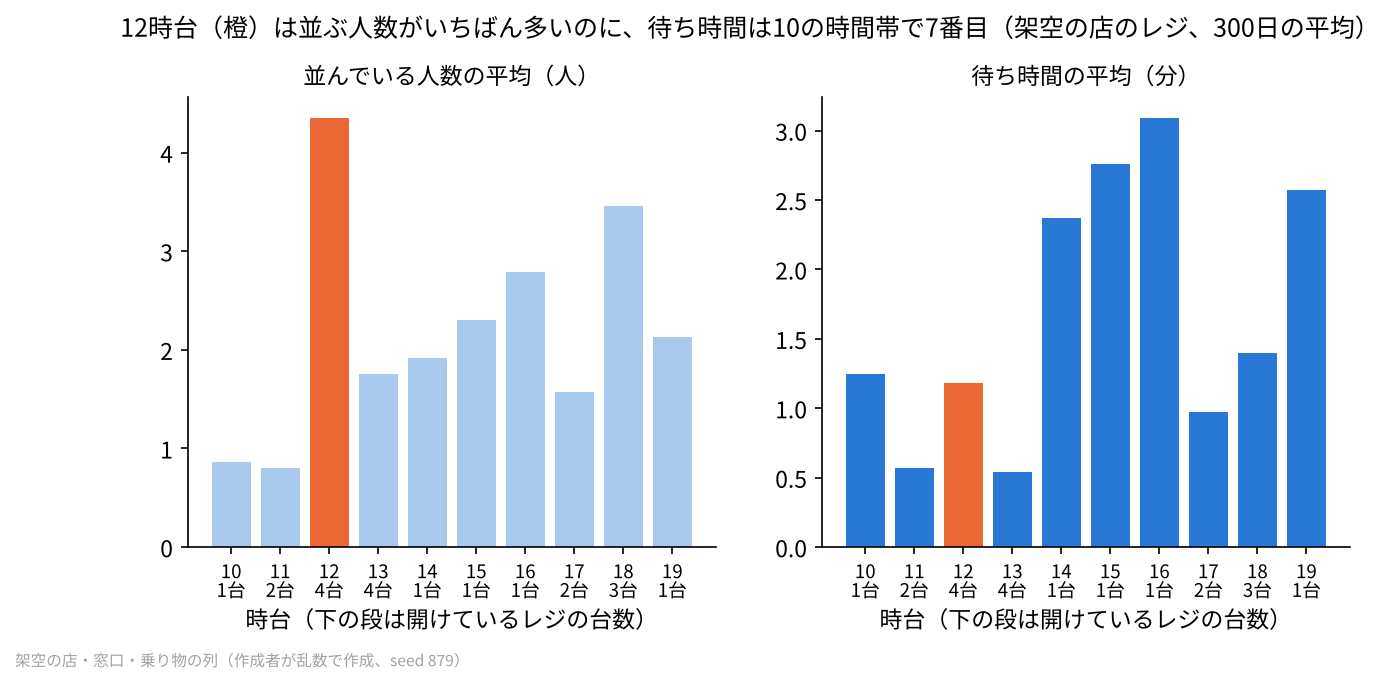 12時台（橙）は並ぶ人数がいちばん多いのに、待ち時間は10の時間帯で7番目（架空の店のレジ、300日の平均）
並んでいる人数の平均（人）
4
3
2
1
0
10 11 12 13 14 15 16 17 18 19
1台 2台 4台 4台 1台 1台 1台 2台 3台 1台
時台（下の段は開けているレジの台数）
待ち時間の平均（分）
3.0
2.5
2.0
1.5
1.0
0.5
0.0
10 11 12 13 14 15 16 17 18 19
1台 2台 4台 4台 1台 1台 1台 2台 3台 1台
時台（下の段は開けているレジの台数）
架空の店・窓口・乗り物の列（作成者が乱数で作成、seed 879）